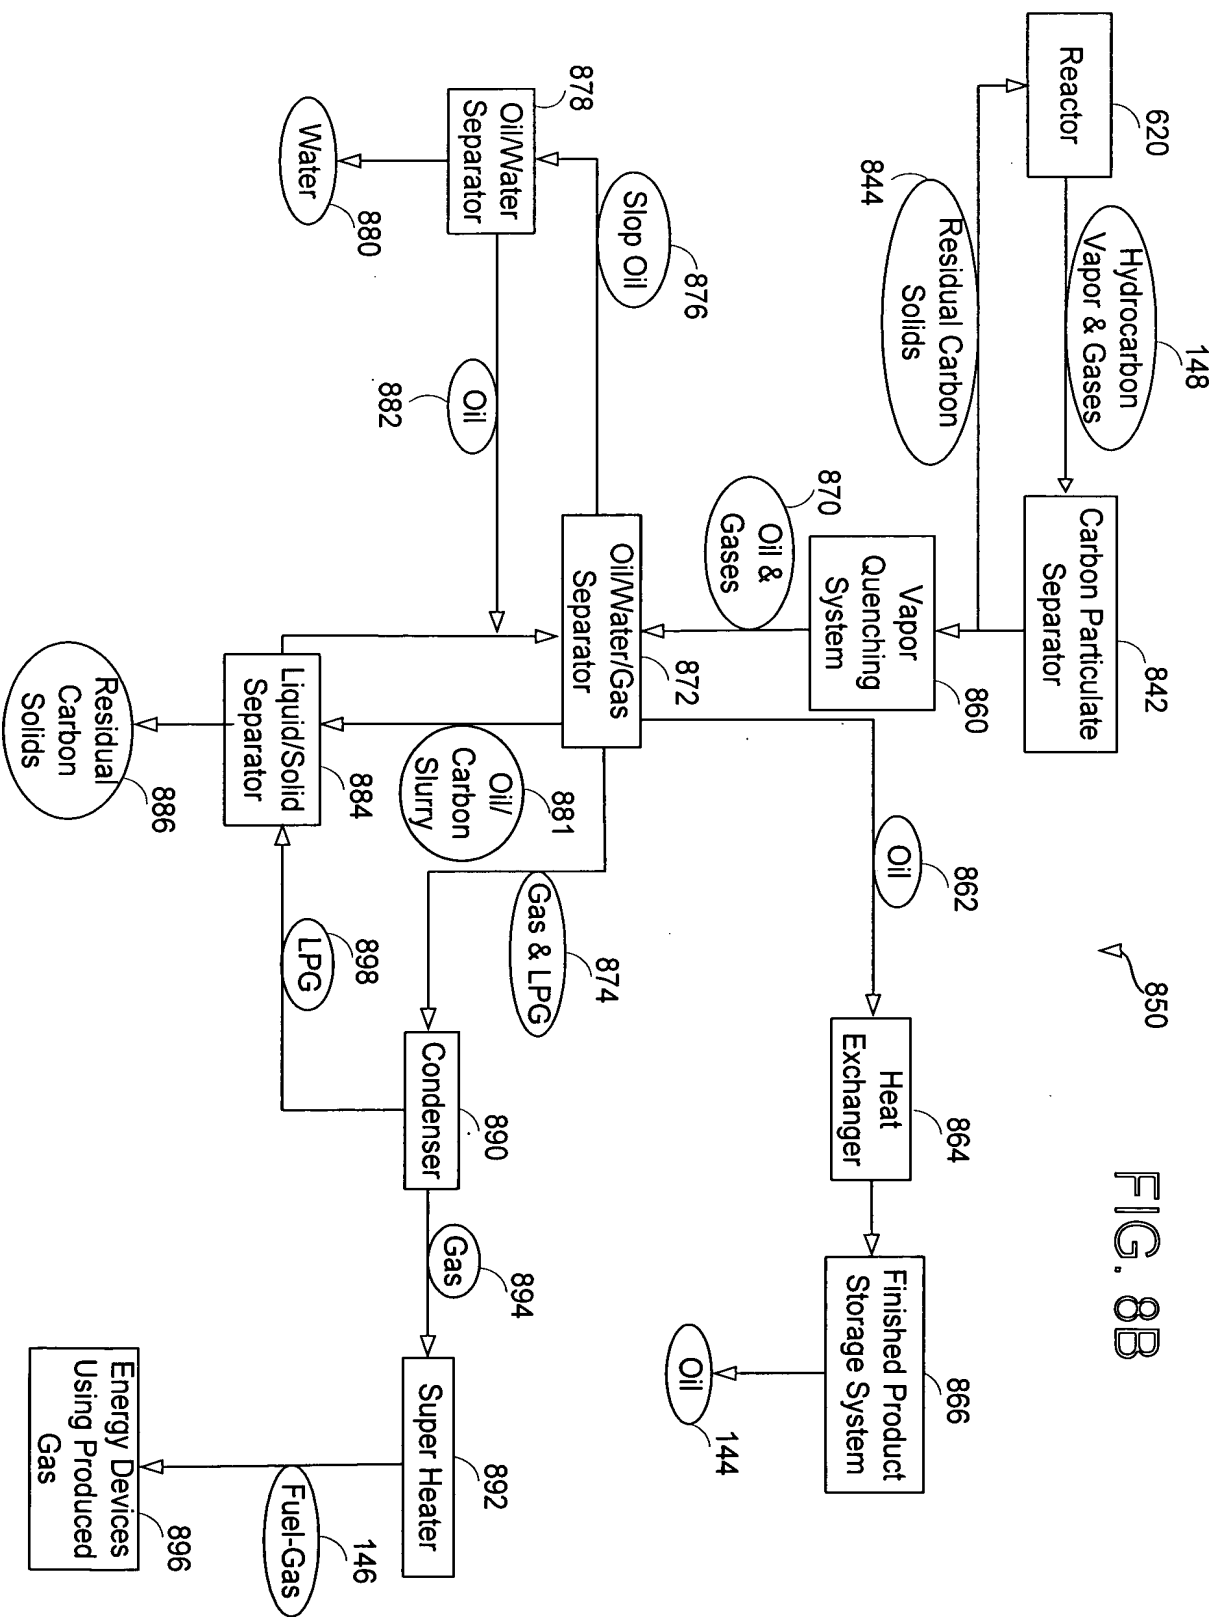 620
Reactor
148
Hydrocarbon
Vapor & Gases
Carbon Particulate
Separator
842
844
Residual Carbon
Solids
Vapor
Quenching
System
860
870
Oil &
Gases
850
FIG. 8B
862
Oil
Heat
Exchanger
864
Finished Product
Storage System
866
Oil
144
878
Oil/Water
Separator
Slop Oil
876
Water
880
Oil
882
Oil/Water/Gas
Separator
872
Oil/
Carbon
Slurry
881
Gas & LPG
874
Liquid/Solid
Separator
884
Residual
Carbon
Solids
886
LPG
898
Condenser
890
Gas
894
Super Heater
892
Fuel-Gas
146
Energy Devices
Using Produced
Gas
896